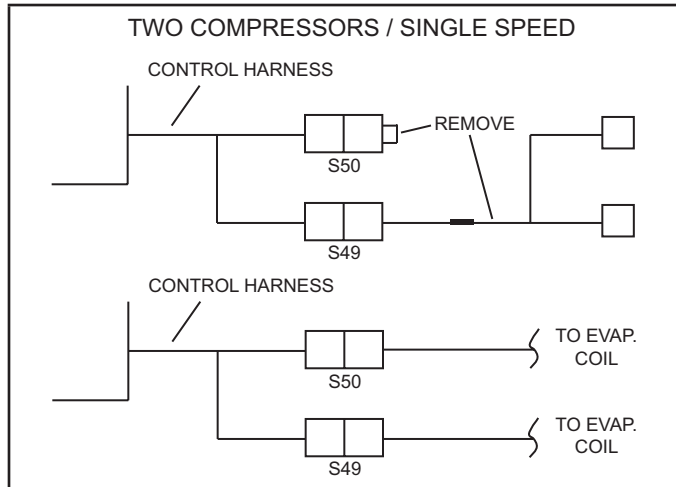 TWO COMPRESSORS / SINGLE SPEED
CONTROL HARNESS
REMOVE
S50
S49
CONTROL HARNESS
S50
TO EVAP.
COIL
S49
TO EVAP.
COIL